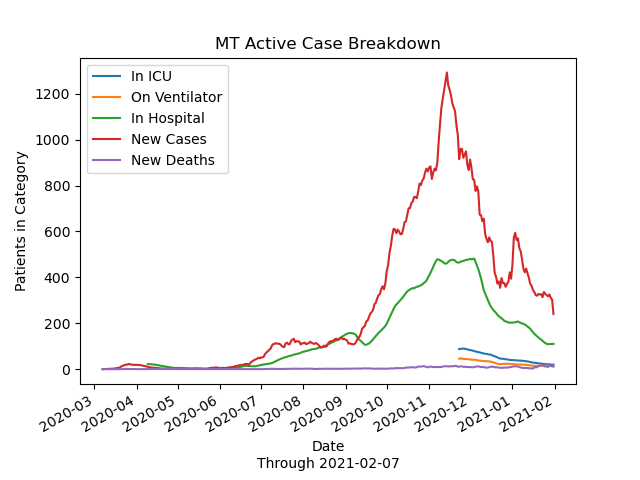 MT Active Case Breakdown
In ICU
On Ventilator
In Hospital
New Cases
New Deaths
Patients in Category
1200
1000
800
600
400
200
0
2020-03
2020-04
2020-05
2020-06
2020-07
2020-08
2020-09
2020-10
2020-11
2020-12
2021-01
2021-02
Date
Through 2021-02-07